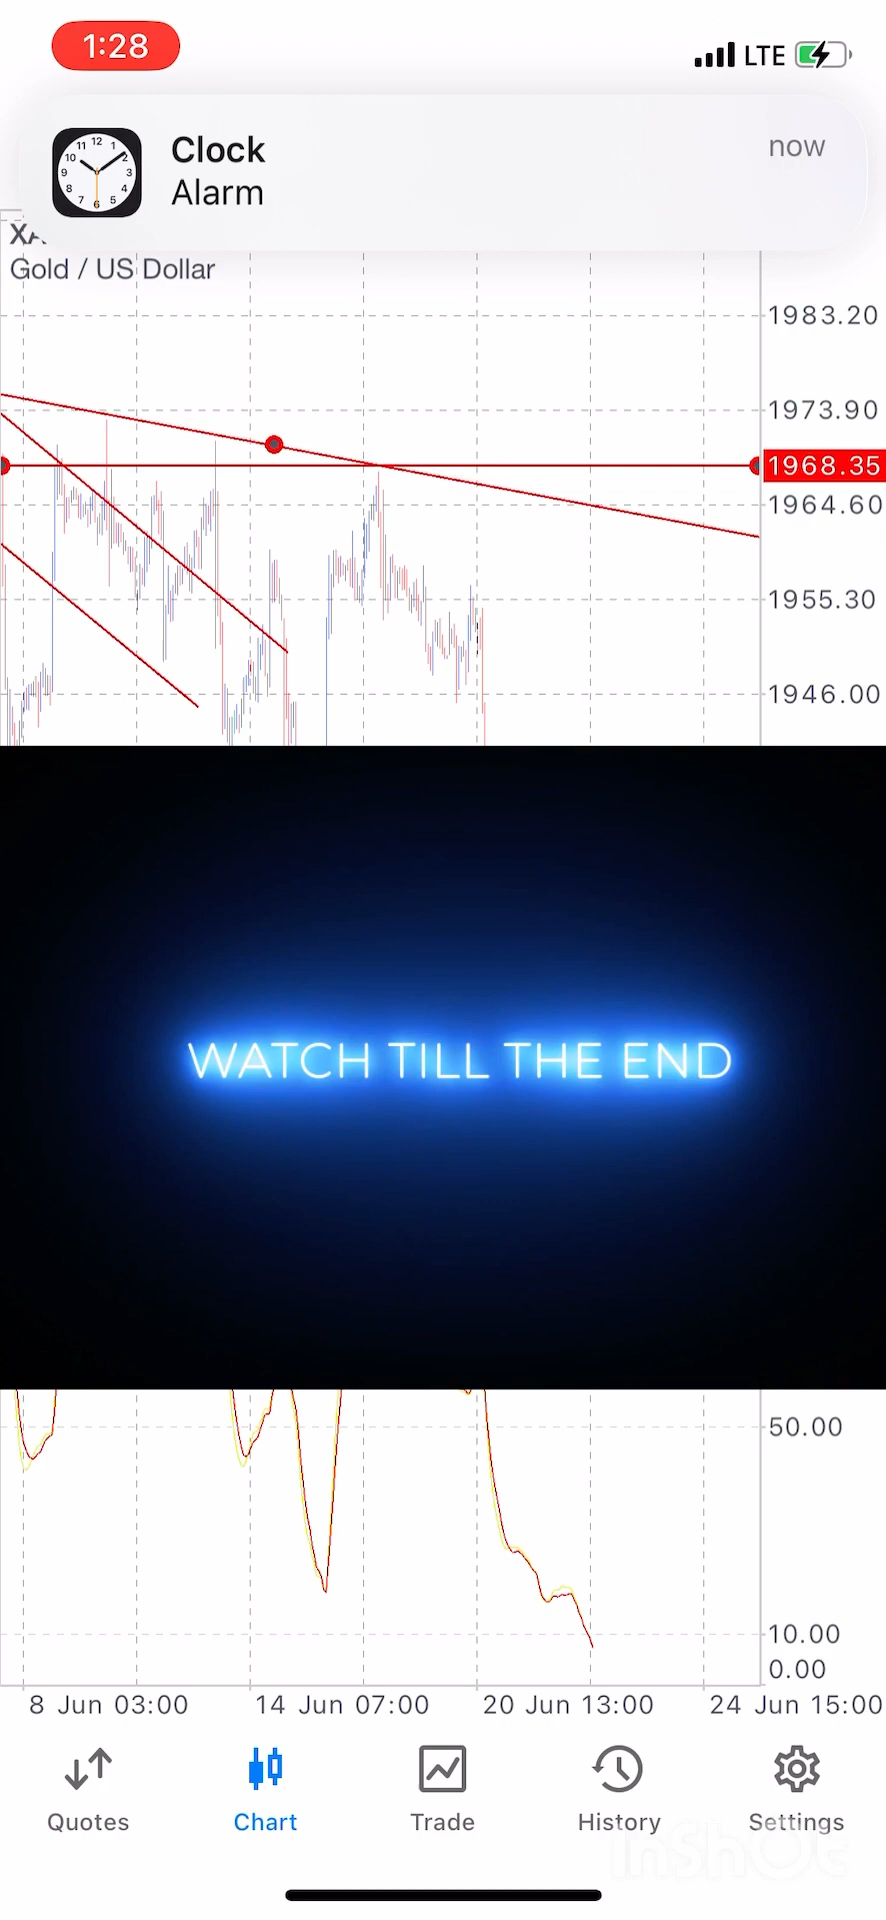 1:28
LTE
Clock
now
Alarm
Gold / US Dollar
1983.20
1973.90
1968.35
1964.60
1955.30
1946.00
WATCH TILL THE END
50.00
10.00
0.00
8 Jun 03:00
14 Jun 07:00
20 Jun 13:00
24 Jun 15:00
Quotes
Chart
Trade
History
Settings
InShOt